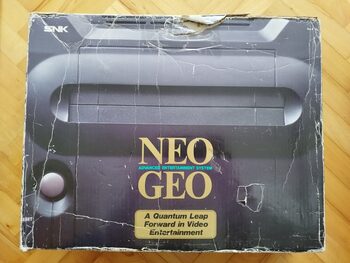 SNK
NEO
ADVANCED ENTERTAINMENT SYSTEM
GEO
A Quantum Leap
Forward in Video
Entertainment